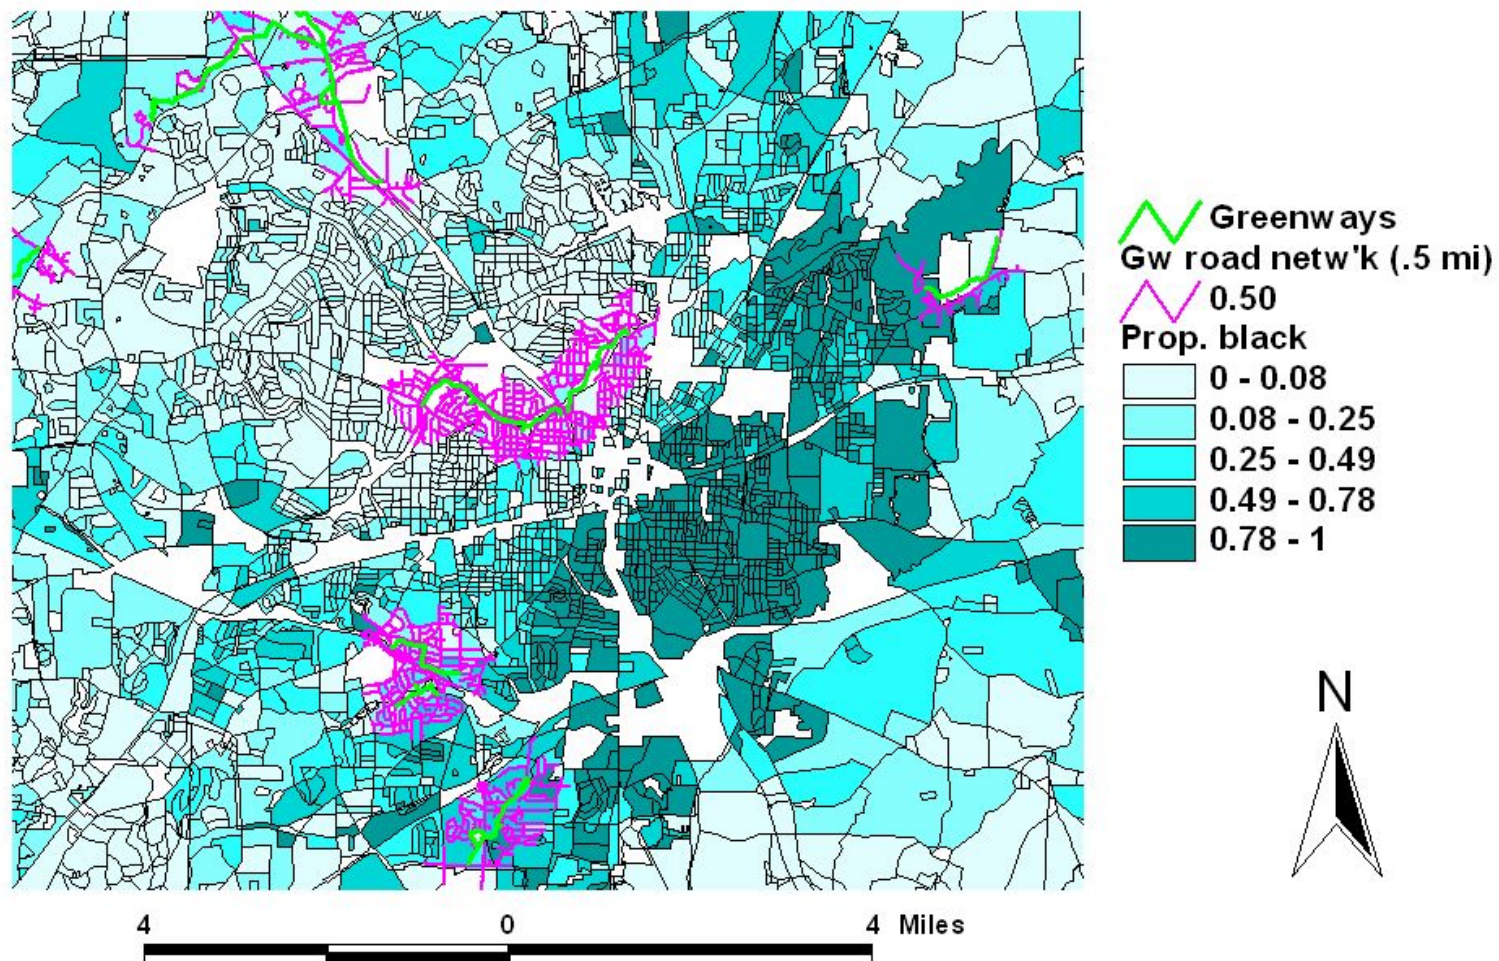 Greenways
Gw road netw'k (.5 mi)
0.50
Prop. black
0 - 0.08
0.08 - 0.25
0.25 - 0.49
0.49 - 0.78
0.78 - 1
N
4 0 4 Miles